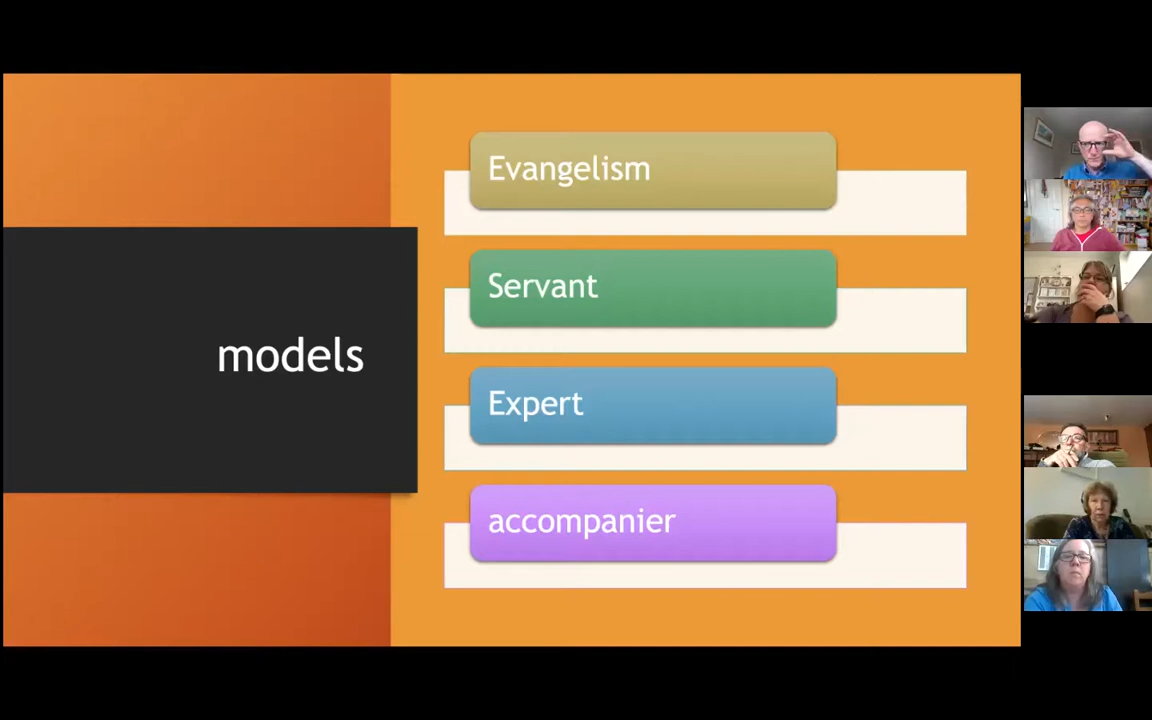 models
Evangelism
Servant
Expert
accompanier